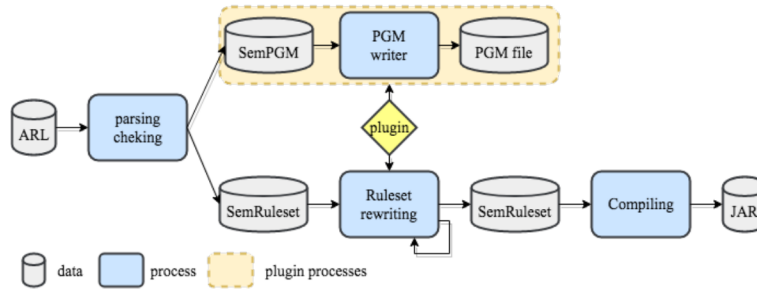 SemPGM
PGM
writer
PGM file
ARL
parsing
cheking
plugin
SemRuleset
Ruleset
rewriting
SemRuleset
Compiling
JAR
data
process
plugin processes